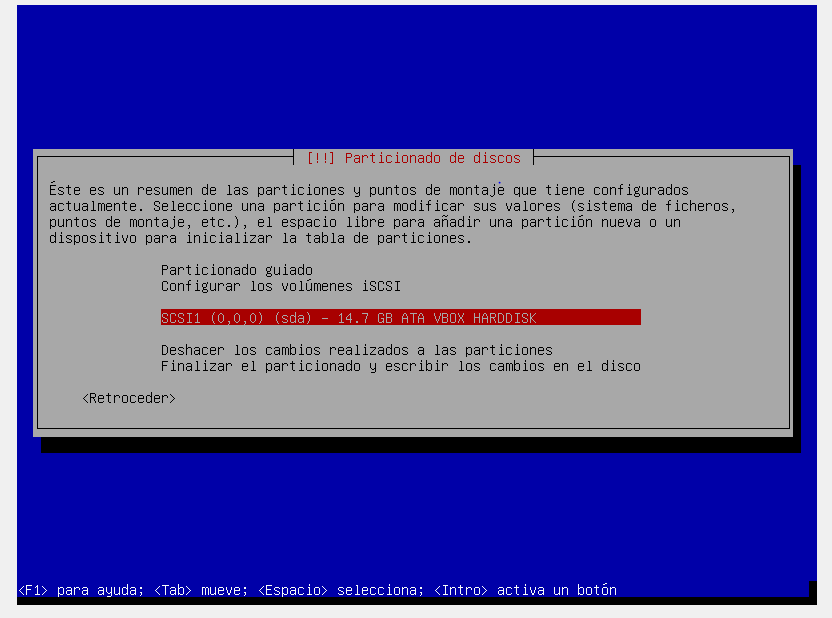 [!!] Particionado de discos
Éste es un resumen de las particiones y puntos de montaje que tiene configurados
actualmente. Seleccione una partición para modificar sus valores (sistema de ficheros,
puntos de montaje, etc.), el espacio libre para añadir una partición nueva o un
dispositivo para inicializar la tabla de particiones.
Particionado guiado
Configurar los volúmenes iSCSI
SCSI1 (0,0,0) (sda) - 14.7 GB ATA VBOX HARDDISK
Deshacer los cambios realizados a las particiones
Finalizar el particionado y escribir los cambios en el disco
<Retroceder>
<F1> para ayuda; <Tab> mueve; <Espacio> selecciona; <Intro> activa un botón